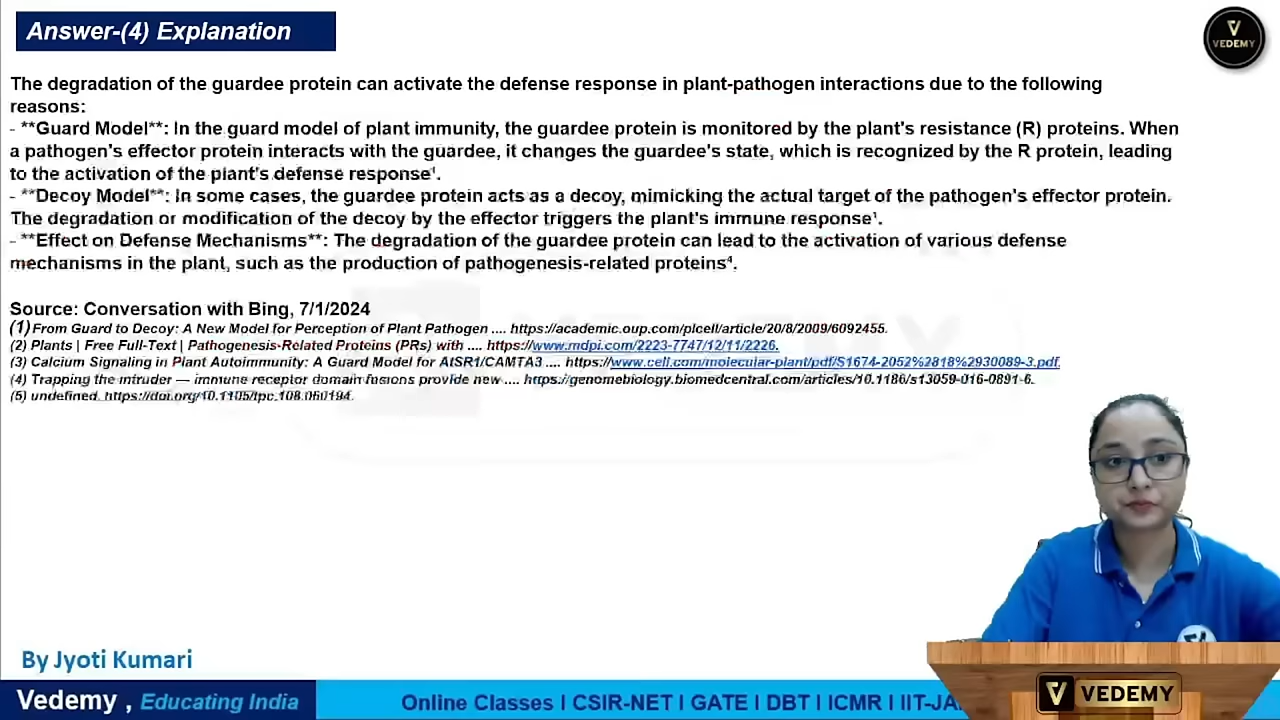 Answer-(4) Explanation
VEDEMY
The degradation of the guardee protein can activate the defense response in plant-pathogen interactions due to the following
reasons:
- **Guard Model**: In the guard model of plant immunity, the guardee protein is monitored by the plant's resistance (R) proteins. When
a pathogen's effector protein interacts with the guardee, it changes the guardee's state, which is recognized by the R protein, leading
to the activation of the plant's defense response¹.
- **Decoy Model**: In some cases, the guardee protein acts as a decoy, mimicking the actual target of the pathogen's effector protein.
The degradation or modification of the decoy by the effector triggers the plant's immune response¹.
- **Effect on Defense Mechanisms**: The degradation of the guardee protein can lead to the activation of various defense
mechanisms in the plant, such as the production of pathogenesis-related proteins⁴.
Source: Conversation with Bing, 7/1/2024
(1) From Guard to Decoy: A New Model for Perception of Plant Pathogen .... https://academic.oup.com/plcell/article/20/8/2009/6092455.
(2) Plants | Free Full-Text | Pathogenesis-Related Proteins (PRs) with .... https://www.mdpi.com/2223-7747/12/11/2226.
(3) Calcium Signaling in Plant Autoimmunity: A Guard Model for AtSR1/CAMTA3 .... https://www.cell.com/molecular-plant/pdf/S1674-2052%2818%2930089-3.pdf.
(4) Trapping the intruder — immune receptor domain fusions provide new .... https://genomebiology.biomedcentral.com/articles/10.1186/s13059-016-0891-6.
(5) undefined. https://doi.org/10.1105/tpc.108.060194.
By Jyoti Kumari
Vedemy , Educating India
Online Classes I CSIR-NET I GATE I DBT I ICMR I IIT-JA
VEDEMY